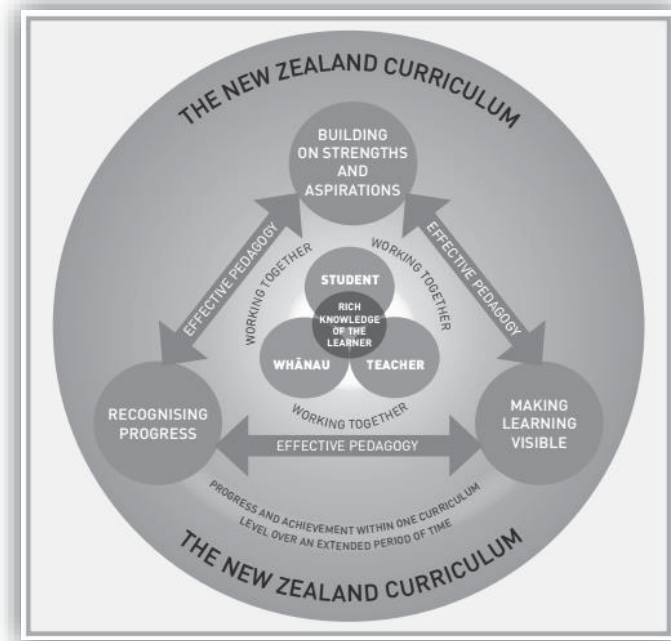 THE NEW ZEALAND CURRICULUM
BUILDING
ON STRENGTHS
AND
ASPIRATIONS
EFFECTIVE PEDAGOGY
WORKING TOGETHER
WORKING TOGETHER
EFFECTIVE PEDAGOGY
STUDENT
RICH
KNOWLEDGE
OF THE
LEARNER
WHĀNAU
TEACHER
WORKING TOGETHER
RECOGNISING
PROGRESS
EFFECTIVE PEDAGOGY
MAKING
LEARNING
VISIBLE
PROGRESS AND ACHIEVEMENT WITHIN ONE CURRICULUM
LEVEL OVER AN EXTENDED PERIOD OF TIME
THE NEW ZEALAND CURRICULUM